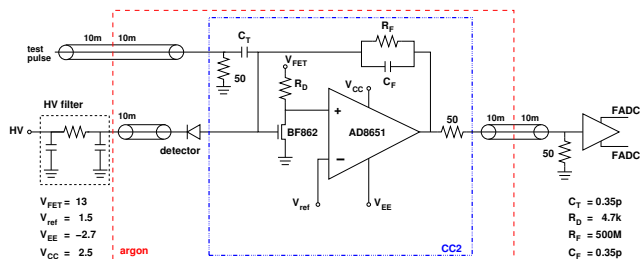 10m 10m
test
pulse
50
C_T
R_F
C_F
V_FET
R_D
V_CC
HV filter
HV
10m
detector
BF862
+
−
AD8651
50
10m 10m
50
FADC
FADC
V_ref
V_EE
V_FET = 13
V_ref = 1.5
V_EE = −2.7
V_CC = 2.5
argon
CC2
C_T = 0.35p
R_D = 4.7k
R_F = 500M
C_F = 0.35p